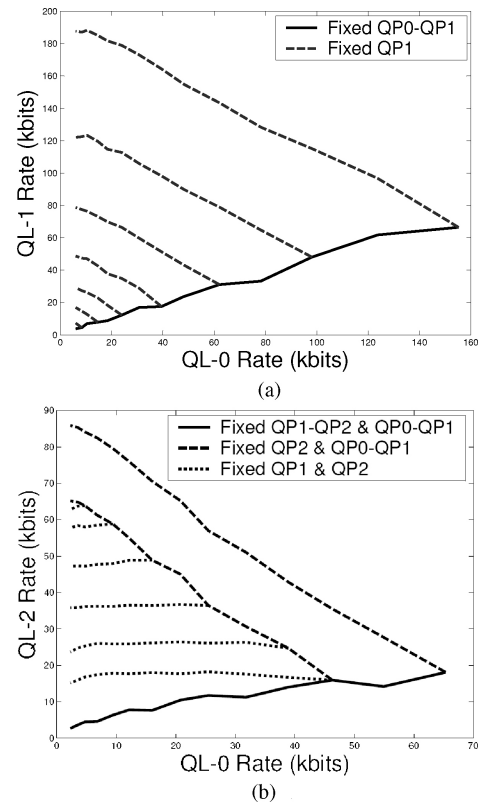 200
180
160
140
120
100
80
60
40
20
0
QL-1 Rate (kbits)
Fixed QP0-QP1
Fixed QP1
0 20 40 60 80 100 120 140 160
QL-0 Rate (kbits)
(a)
90
80
70
60
50
40
30
20
10
0
QL-2 Rate (kbits)
Fixed QP1-QP2 & QP0-QP1
Fixed QP2 & QP0-QP1
Fixed QP1 & QP2
0 10 20 30 40 50 60 70
QL-0 Rate (kbits)
(b)